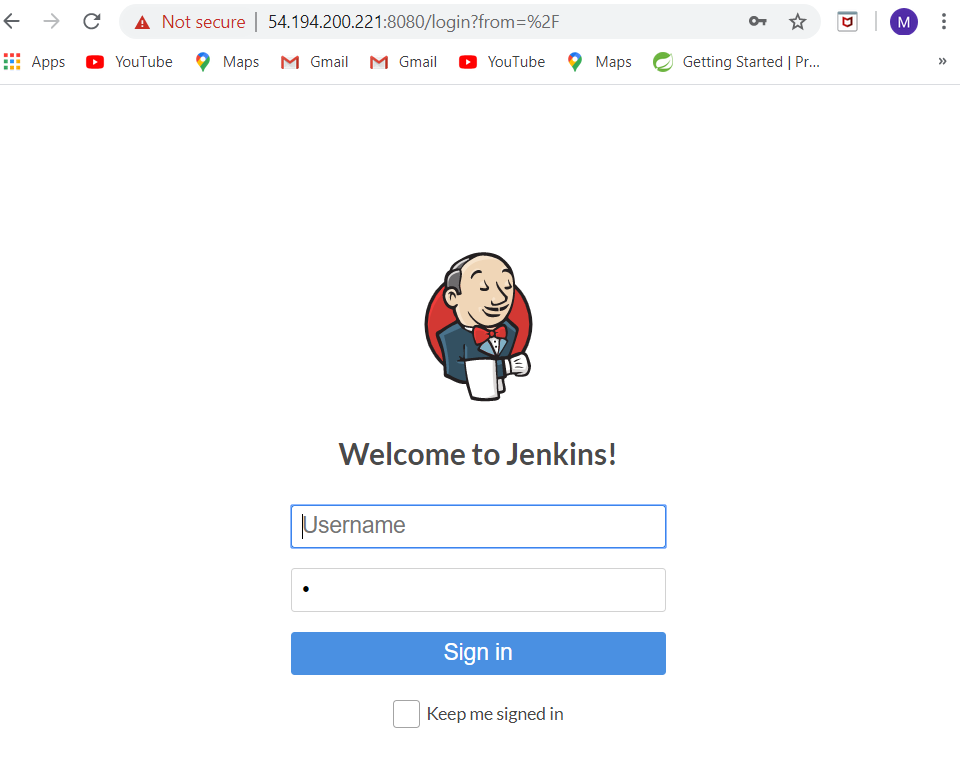 Not secure | 54.194.200.221:8080/login?from=%2F M
Apps YouTube Maps Gmail Gmail YouTube Maps Getting Started | Pr... »
Welcome to Jenkins!
Username
•
Sign in
Keep me signed in